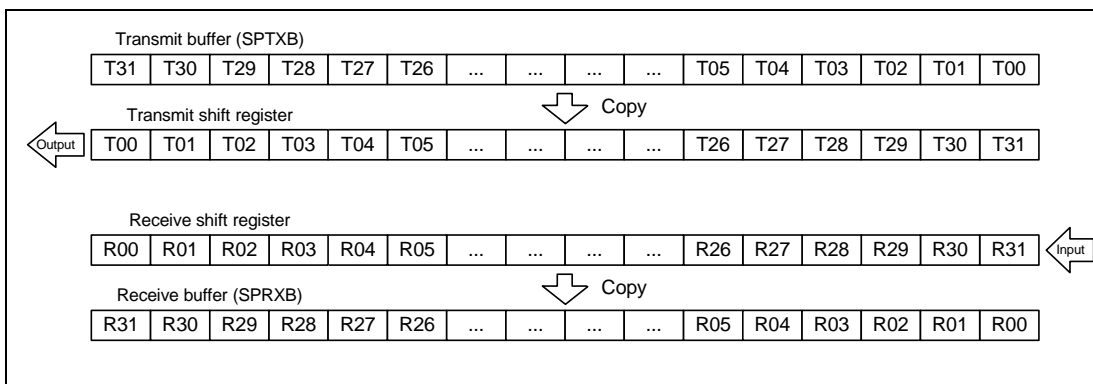 Transmit buffer (SPTXB)
T31 T30 T29 T28 T27 T26 ... ... ... ... T05 T04 T03 T02 T01 T00
Copy
Transmit shift register
Output T00 T01 T02 T03 T04 T05 ... ... ... ... T26 T27 T28 T29 T30 T31
Receive shift register
R00 R01 R02 R03 R04 R05 ... ... ... ... R26 R27 R28 R29 R30 R31 Input
Copy
Receive buffer (SPRXB)
R31 R30 R29 R28 R27 R26 ... ... ... ... R05 R04 R03 R02 R01 R00